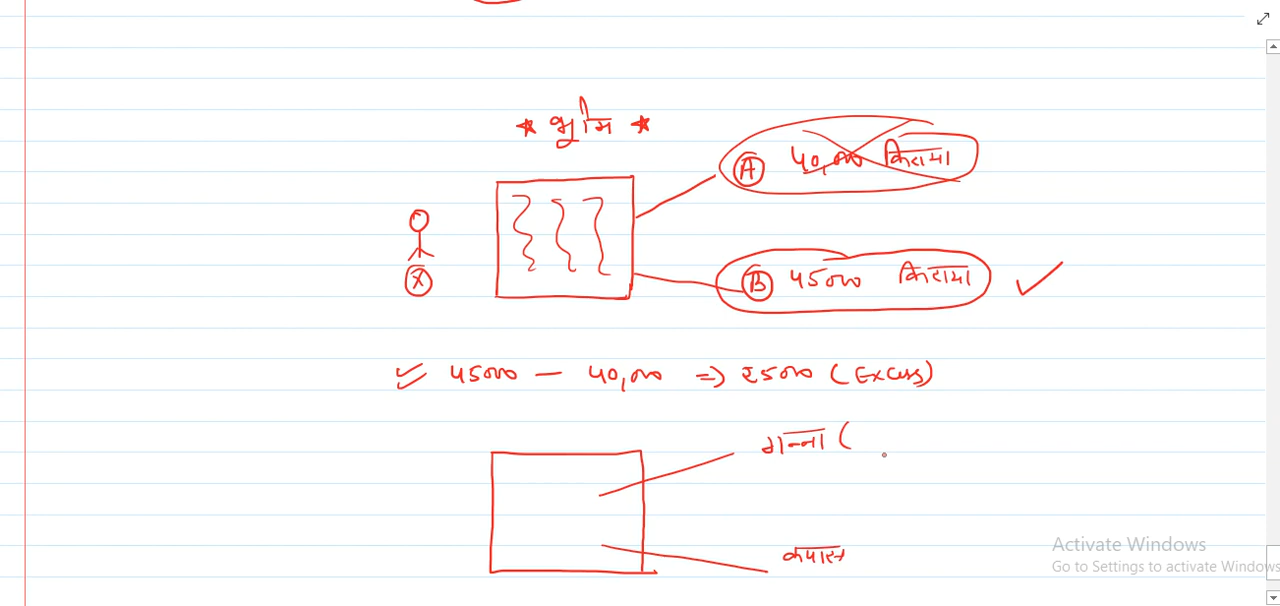 * भूमि *
A 40,000 किराया
X
B 45000 किराया
45000 - 40,000 => ₹5000 (Excess)
गन्ना (
कपास
Activate Windows
Go to Settings to activate Windows